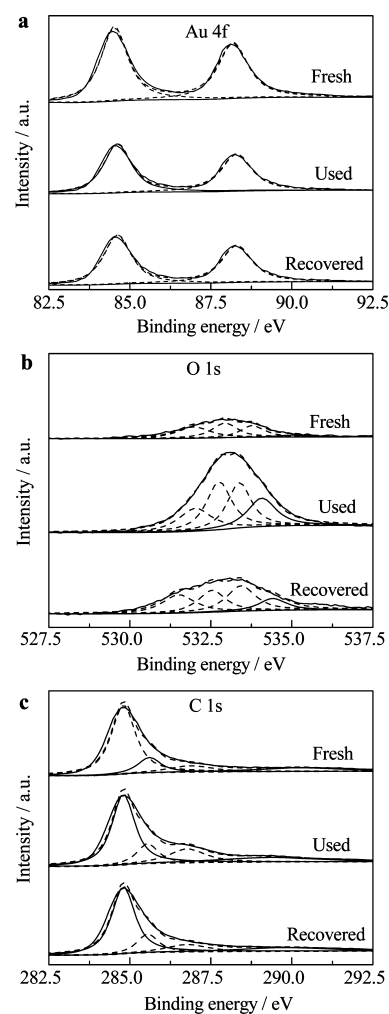 a
Au 4f
Fresh
Used
Recovered
Intensity / a.u.
82.5 85.0 87.5 90.0 92.5
Binding energy / eV
b
O 1s
Fresh
Used
Recovered
Intensity / a.u.
527.5 530.0 532.5 535.0 537.5
Binding energy / eV
c
C 1s
Fresh
Used
Recovered
Intensity / a.u.
282.5 285.0 287.5 290.0 292.5
Binding energy / eV